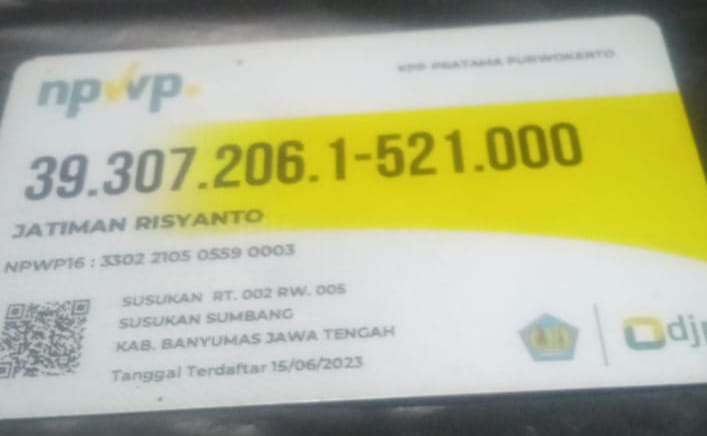 npwp
KPP PRATAMA PURWOKERTO
39.307.206.1-521.000
JATIMAN RISYANTO
NPWP16 : 3302 2105 0559 0003
SUSUKAN RT. 002 RW. 005
SUSUKAN SUMBANG
KAB. BANYUMAS JAWA TENGAH
Tanggal Terdaftar 15/06/2023
djp